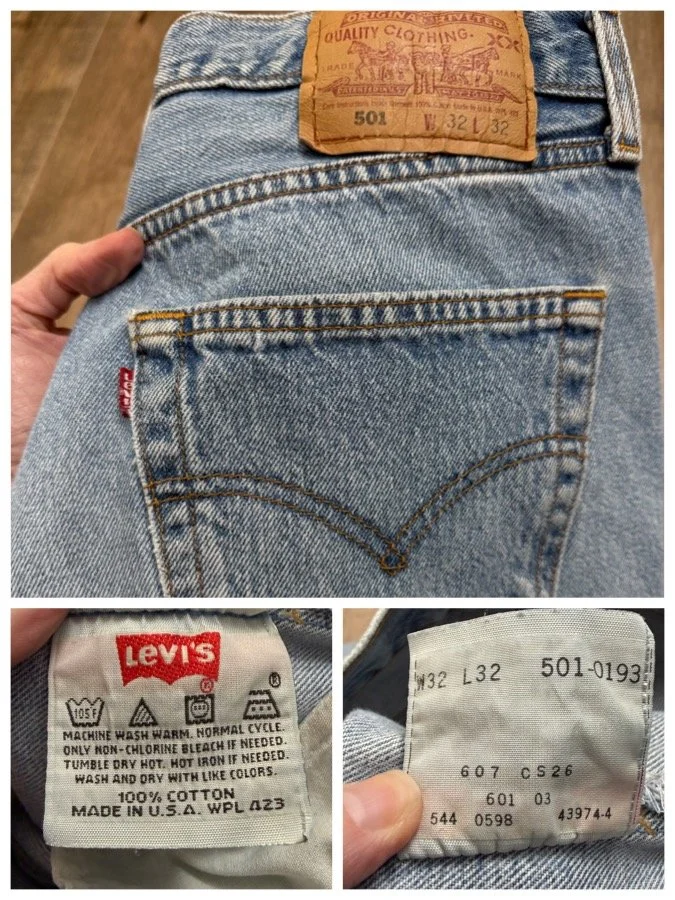 ORIGINAL RIVETED
QUALITY CLOTHING.
XX
TRADE MARK
501 W 32 L 32
LEVI'S
LEVI'S
®
®
105F
MACHINE WASH WARM. NORMAL CYCLE.
ONLY NON-CHLORINE BLEACH IF NEEDED.
TUMBLE DRY HOT. HOT IRON IF NEEDED.
WASH AND DRY WITH LIKE COLORS.
100% COTTON
MADE IN U.S.A. WPL 423
W32 L32 501-0193
607 CS26
601 03
544 0598 43974-4